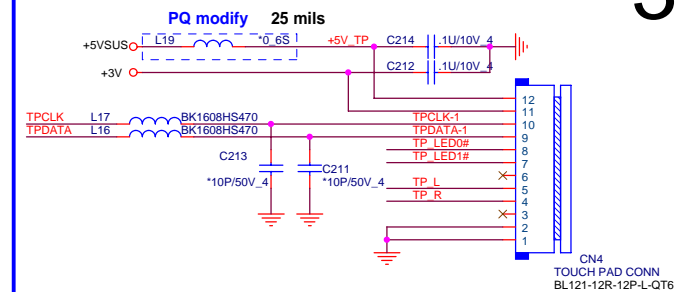 PQ modify 25 mils
+5VSUS L19 *0_6S +5V_TP C214 .1U/10V_4
+3V C212 .1U/10V_4
12
11
TPCLK L17 BK1608HS470 TPCLK-1 10
TPDATA L16 BK1608HS470 TPDATA-1 9
TP_LED0# 8
TP_LED1# 7
C213 C211
6
*10P/50V_4 *10P/50V_4 TP_L 5
TP_R 4
3
2
1
CN4
TOUCH PAD CONN
BL121-12R-12P-L-QT6